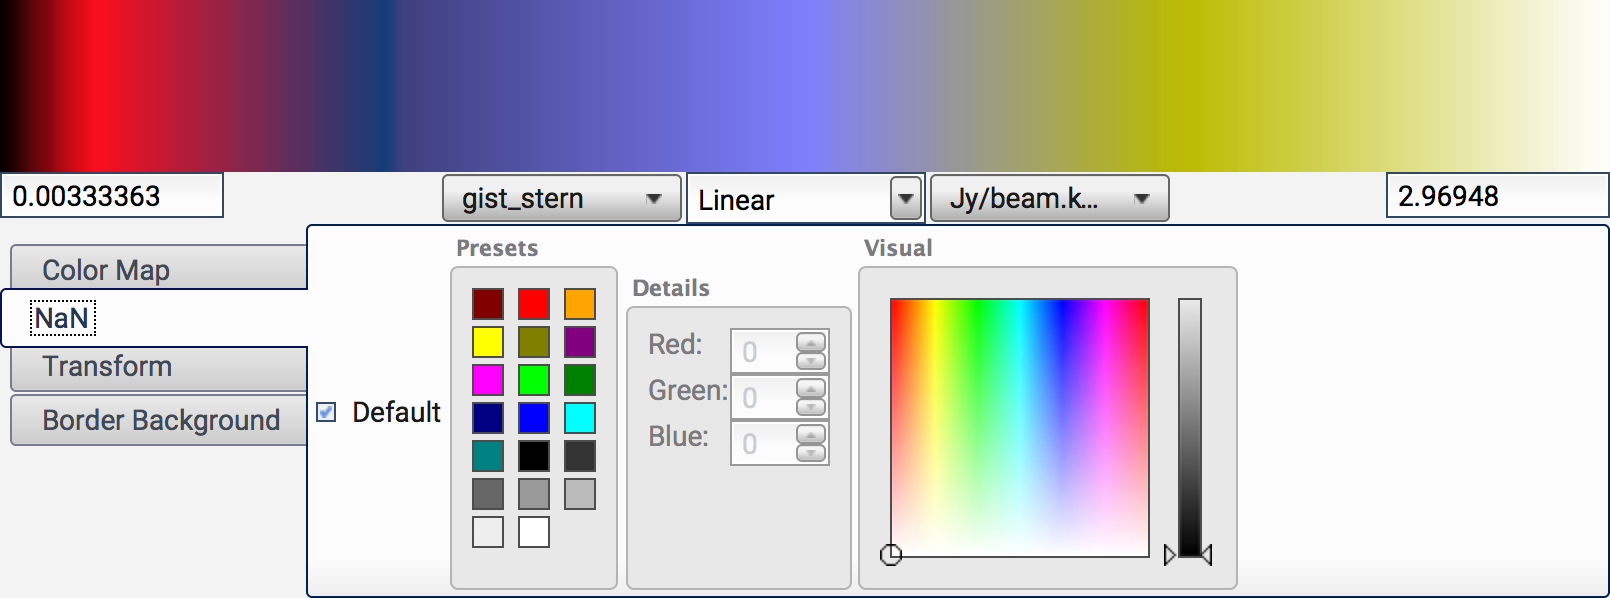 0.00333363
gist_stern
Linear
Jy/beam.k...
2.96948
Color Map
NaN
Transform
Border Background
Default
Presets
Details
Red: 0
Green: 0
Blue: 0
Visual